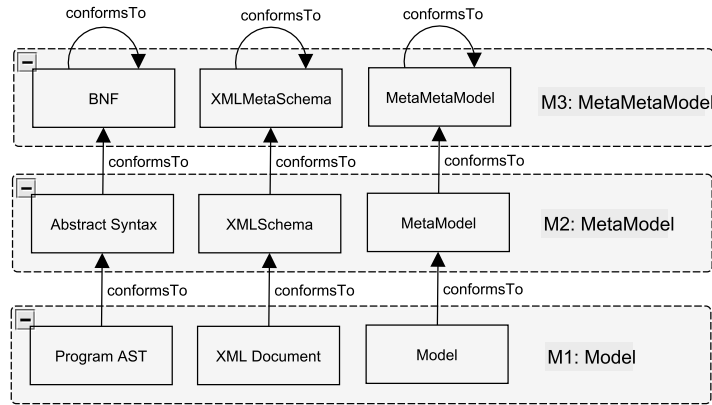 conformsTo conformsTo conformsTo
BNF XMLMetaSchema MetaMetaModel M3: MetaMetaModel
conformsTo conformsTo conformsTo
Abstract Syntax XMLSchema MetaModel M2: MetaModel
conformsTo conformsTo conformsTo
Program AST XML Document Model M1: Model